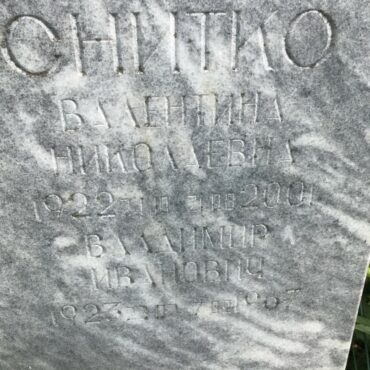 СНИТКО
ВАЛЕНТИНА
НИКОЛАЕВНА
1922 2001
ВЛАДИМИР
ИВАНОВИЧ
1923